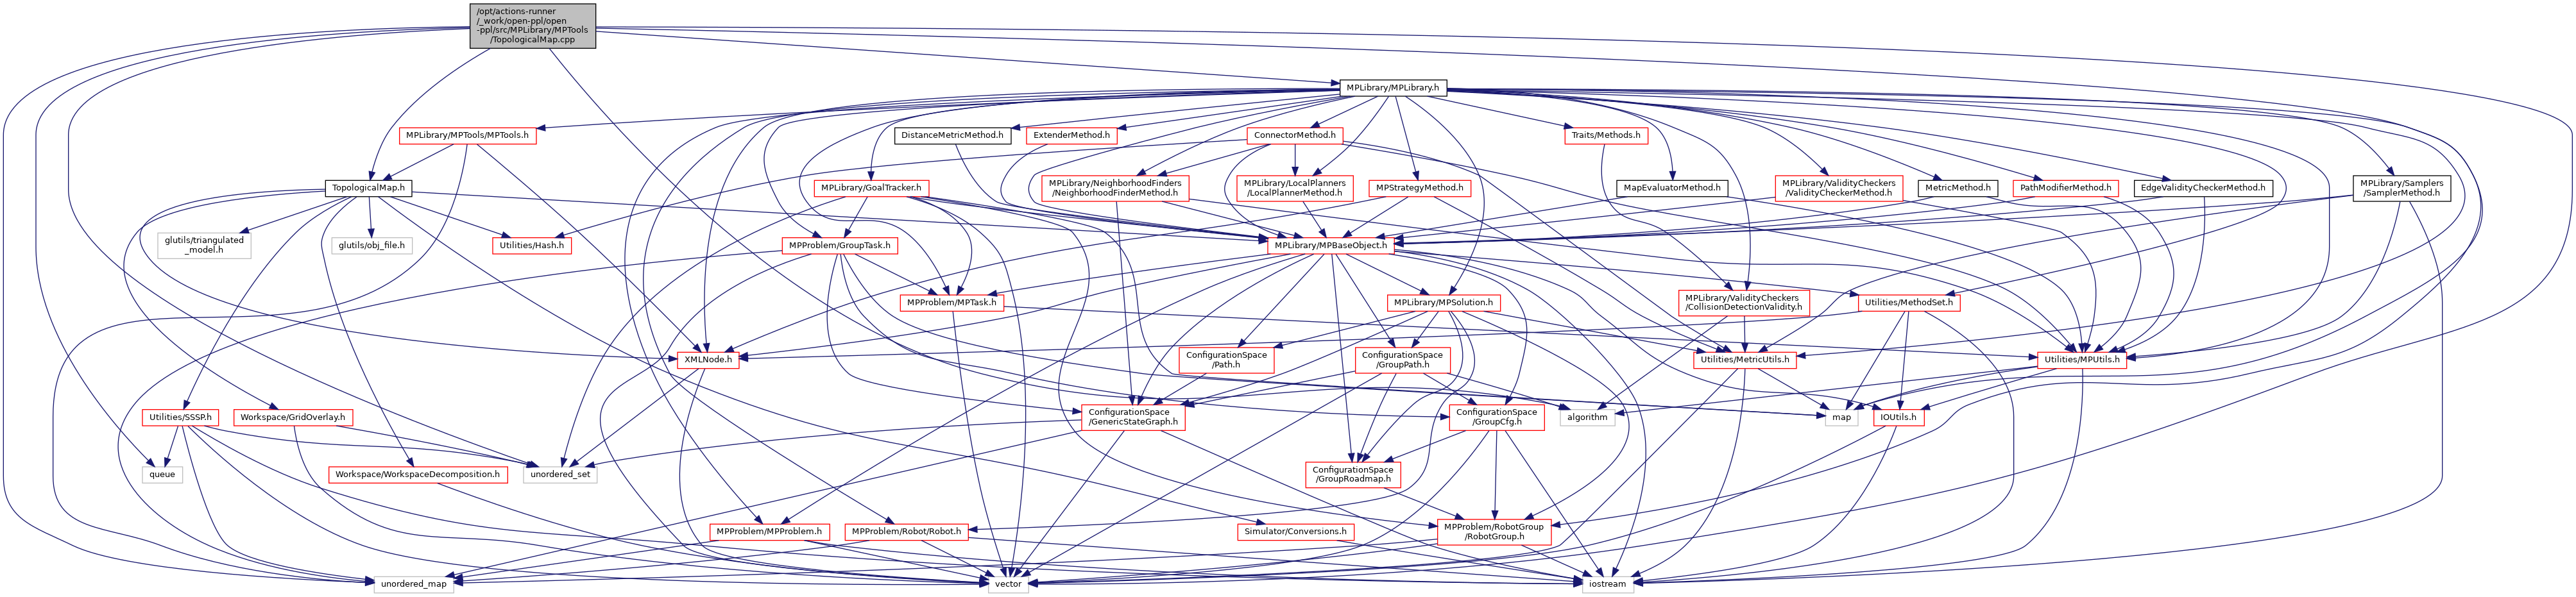 /opt/actions-runner
/_work/open-ppl/open
-ppl/src/MPLibrary/MPTools
/TopologicalMap.cpp
MPLibrary/MPLibrary.h
MPLibrary/MPTools/MPTools.h
DistanceMetricMethod.h
ExtenderMethod.h
ConnectorMethod.h
Traits/Methods.h
TopologicalMap.h
MPLibrary/GoalTracker.h
MPLibrary/NeighborhoodFinders
/NeighborhoodFinderMethod.h
MPLibrary/LocalPlanners
/LocalPlannerMethod.h
MPStrategyMethod.h
MapEvaluatorMethod.h
MPLibrary/ValidityCheckers
/ValidityCheckerMethod.h
MetricMethod.h
PathModifierMethod.h
EdgeValidityCheckerMethod.h
MPLibrary/Samplers
/SamplerMethod.h
glutils/triangulated
_model.h
glutils/obj_file.h
Utilities/Hash.h
MPProblem/GroupTask.h
MPLibrary/MPBaseObject.h
MPProblem/MPTask.h
MPLibrary/MPSolution.h
MPLibrary/ValidityCheckers
/CollisionDetectionValidity.h
Utilities/MethodSet.h
XMLNode.h
ConfigurationSpace
/Path.h
ConfigurationSpace
/GroupPath.h
Utilities/MetricUtils.h
Utilities/MPUtils.h
Utilities/SSSP.h
Workspace/GridOverlay.h
ConfigurationSpace
/GenericStateGraph.h
ConfigurationSpace
/GroupCfg.h
algorithm
map
IOUtils.h
queue
Workspace/WorkspaceDecomposition.h
unordered_set
ConfigurationSpace
/GroupRoadmap.h
MPProblem/MPProblem.h
MPProblem/Robot/Robot.h
Simulator/Conversions.h
MPProblem/RobotGroup
/RobotGroup.h
unordered_map
vector
iostream